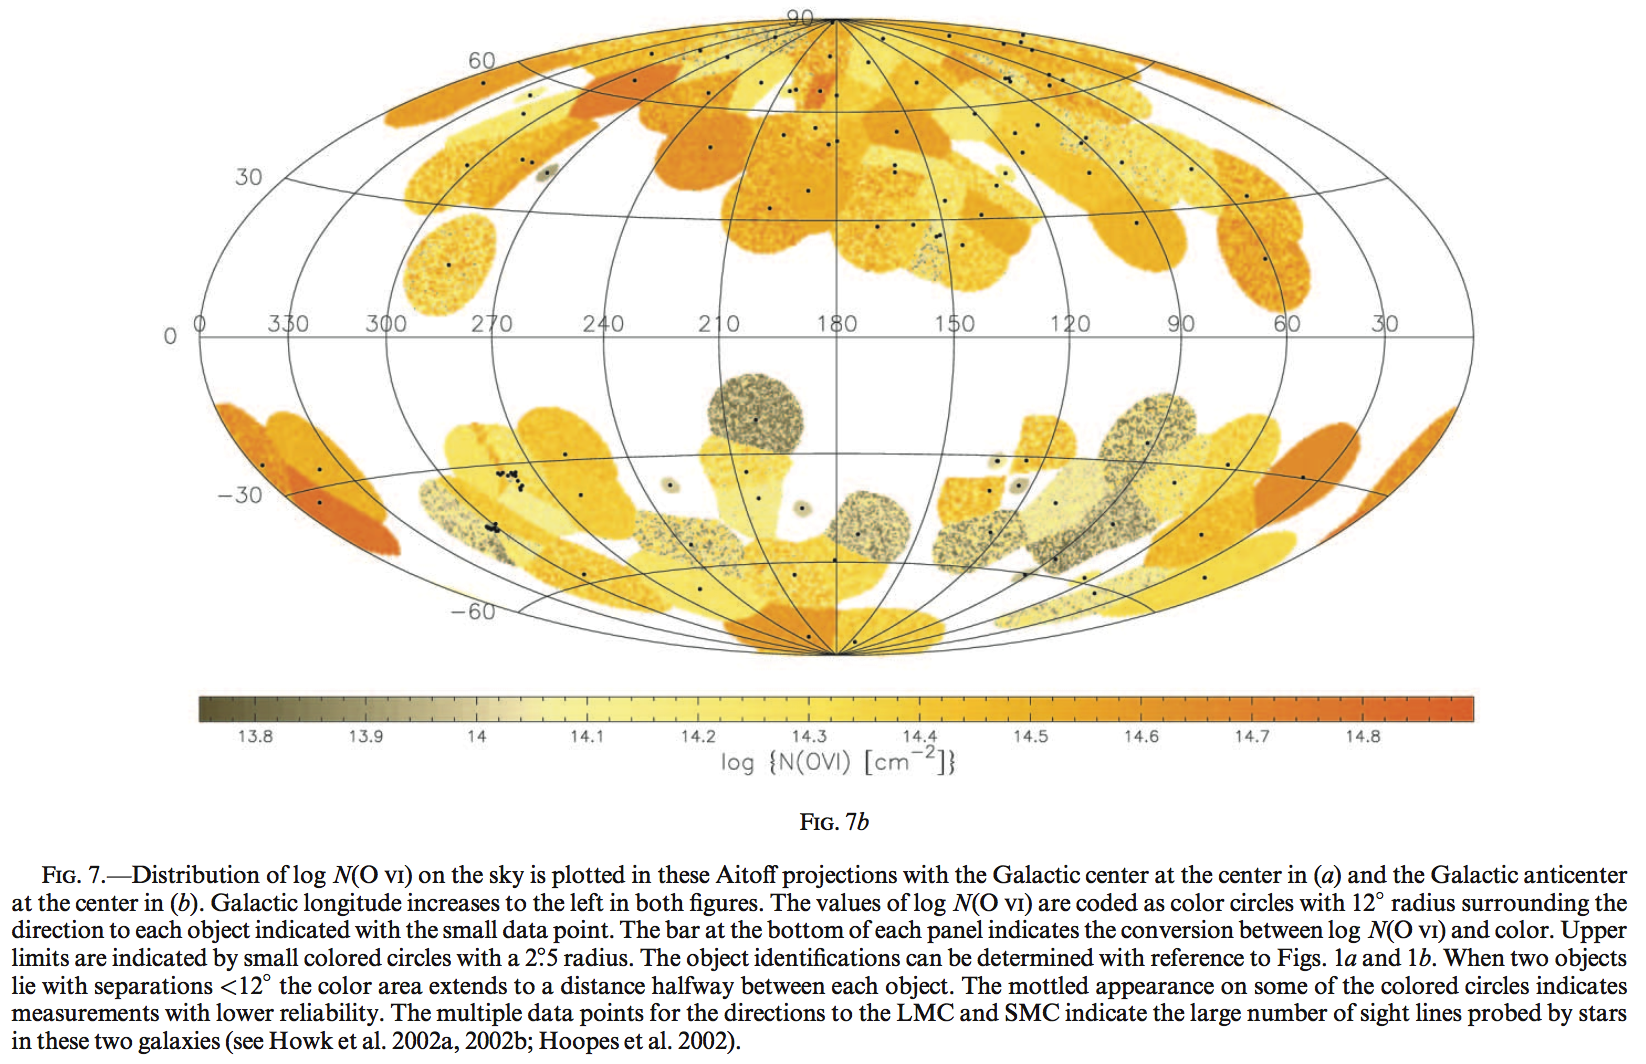 90
60
30
0 330 300 270 240 210 180 150 120 90 60 30
0
−30
−60
13.8 13.9 14 14.1 14.2 14.3 14.4 14.5 14.6 14.7 14.8
log {N(OVI) [cm⁻²]}
FIG. 7b
FIG. 7.—Distribution of log N(O VI) on the sky is plotted in these Aitoff projections with the Galactic center at the center in (a) and the Galactic anticenter
at the center in (b). Galactic longitude increases to the left in both figures. The values of log N(O VI) are coded as color circles with 12° radius surrounding the
direction to each object indicated with the small data point. The bar at the bottom of each panel indicates the conversion between log N(O VI) and color. Upper
limits are indicated by small colored circles with a 2°.5 radius. The object identifications can be determined with reference to Figs. 1a and 1b. When two objects
lie with separations <12° the color area extends to a distance halfway between each object. The mottled appearance on some of the colored circles indicates
measurements with lower reliability. The multiple data points for the directions to the LMC and SMC indicate the large number of sight lines probed by stars
in these two galaxies (see Howk et al. 2002a, 2002b; Hoopes et al. 2002).